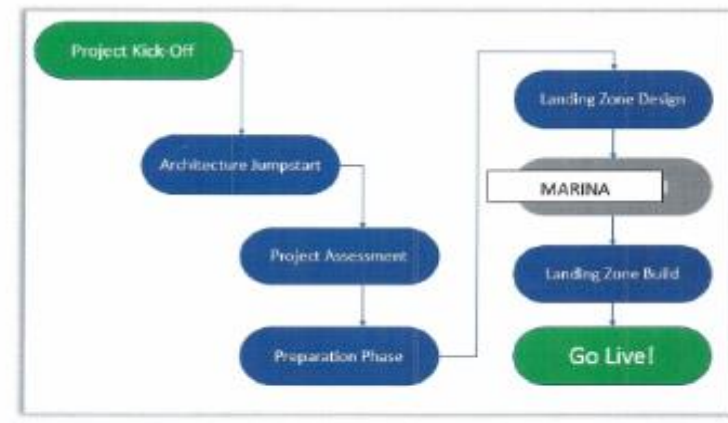 Project Kick-Off
Architecture Jumpstart
Project Assessment
Preparation Phase
Landing Zone Design
MARINA
Landing Zone Build
Go Live!